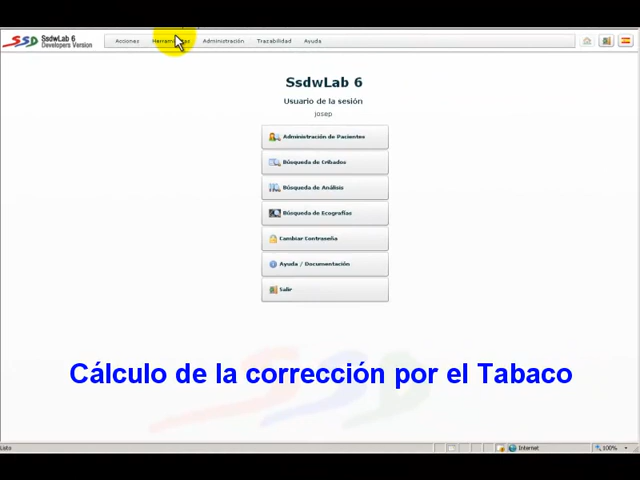 SSD SsdwLab 6
Developers Version
Acciones Herramientas Administración Trazabilidad Ayuda
SsdwLab 6
Usuario de la sesión
josep
Administración de Pacientes
Búsqueda de Cribados
Búsqueda de Análisis
Búsqueda de Ecografías
Cambiar Contraseña
Ayuda / Documentación
Salir
Cálculo de la corrección por el Tabaco
Listo Internet 100%